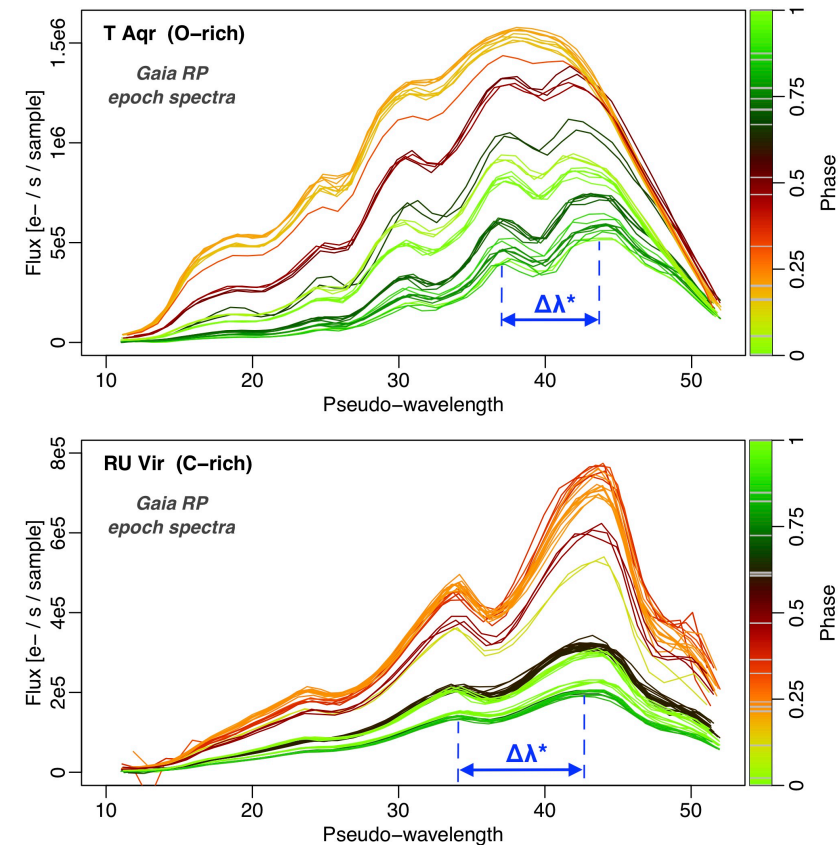 T Aqr (O−rich)
Gaia RP
epoch spectra
Flux [e− / s / sample]
0
5e5
1e6
1.5e6
Δλ*
10
20
30
40
50
Pseudo−wavelength
0
0.25
0.5
0.75
1
Phase
RU Vir (C−rich)
Gaia RP
epoch spectra
Flux [e− / s / sample]
0
2e5
4e5
6e5
8e5
Δλ*
10
20
30
40
50
Pseudo−wavelength
0
0.25
0.5
0.75
1
Phase